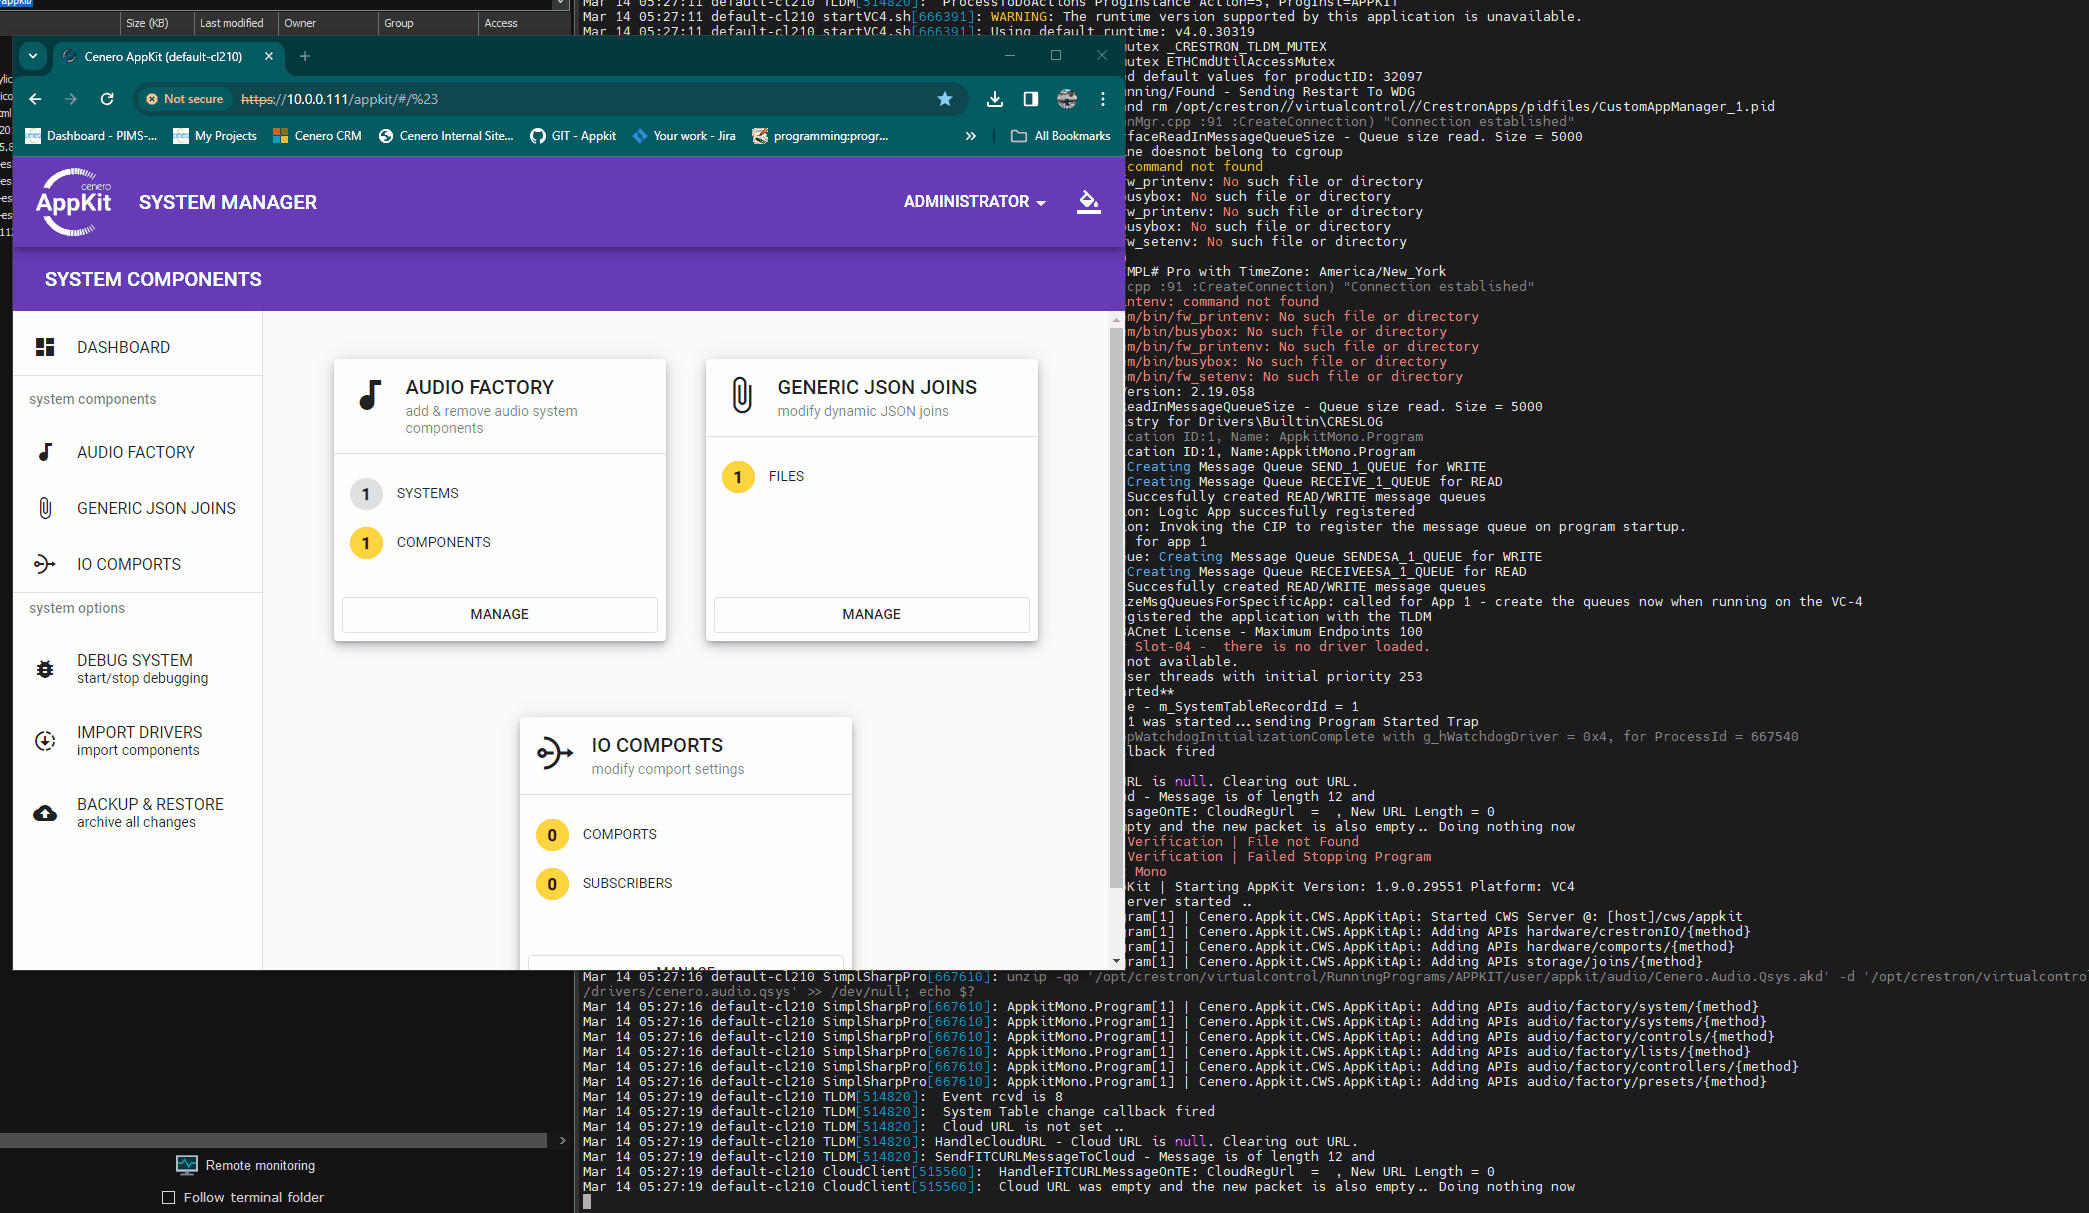 appkit/
Size (KB) Last modified Owner Group Access
Mar 14 05:27:11 default-cl210 TLDM[514820]: ProcessToDoActions ProgInstance Action=5, ProgInst=APPKIT
Mar 14 05:27:11 default-cl210 startVC4.sh[666391]: WARNING: The runtime version supported by this application is unavailable.
Mar 14 05:27:11 default-cl210 startVC4.sh[666391]: Using default runtime: v4.0.30319
Cenero AppKit (default-cl210)
Not secure https://10.0.0.111/appkit/#/%23
Dashboard - PIMS-... My Projects Cenero CRM Cenero Internal Site... GIT - Appkit Your work - Jira programming:progr... » All Bookmarks
cenero
AppKit
SYSTEM MANAGER
ADMINISTRATOR
SYSTEM COMPONENTS
DASHBOARD
system components
AUDIO FACTORY
GENERIC JSON JOINS
IO COMPORTS
system options
DEBUG SYSTEM
start/stop debugging
IMPORT DRIVERS
import components
BACKUP & RESTORE
archive all changes
AUDIO FACTORY
add & remove audio system
components
1 SYSTEMS
1 COMPONENTS
MANAGE
GENERIC JSON JOINS
modify dynamic JSON joins
1 FILES
MANAGE
IO COMPORTS
modify comport settings
0 COMPORTS
0 SUBSCRIBERS
MANAGE
mutex _CRESTRON_TLDM_MUTEX
mutex ETHCmdUtilAccessMutex
d default values for productID: 32097
nning/Found - Sending Restart To WDG
nd rm /opt/crestron//virtualcontrol//CrestronApps/pidfiles/CustomAppManager_1.pid
onMgr.cpp :91 :CreateConnection) "Connection established"
rfaceReadInMessageQueueSize - Queue size read. Size = 5000
ne doesnot belong to cgroup
command not found
fw_printenv: No such file or directory
busybox: No such file or directory
fw_printenv: No such file or directory
busybox: No such file or directory
fw_setenv: No such file or directory
IMPL# Pro with TimeZone: America/New_York
cpp :91 :CreateConnection) "Connection established"
ntenv: command not found
em/bin/fw_printenv: No such file or directory
em/bin/busybox: No such file or directory
em/bin/fw_printenv: No such file or directory
em/bin/busybox: No such file or directory
em/bin/fw_setenv: No such file or directory
Version: 2.19.058
ReadInMessageQueueSize - Queue size read. Size = 5000
istry for Drivers\Builtin\CRESLOG
cation ID:1, Name: AppkitMono.Program
cation ID:1, Name:AppkitMono.Program
Creating Message Queue SEND_1_QUEUE for WRITE
Creating Message Queue RECEIVE_1_QUEUE for READ
Succesfully created READ/WRITE message queues
on: Logic App succesfully registered
on: Invoking the CIP to register the message queue on program startup.
for app 1
ue: Creating Message Queue SENDESA_1_QUEUE for WRITE
Creating Message Queue RECEIVEESA_1_QUEUE for READ
Succesfully created READ/WRITE message queues
zeMsgQueuesForSpecificApp: called for App 1 - create the queues now when running on the VC-4
egistered the application with the TLDM
BACnet License - Maximum Endpoints 100
Slot-04 - there is no driver loaded.
not available.
ser threads with initial priority 253
rted**
e - m_SystemTableRecordId = 1
1 was started...sending Program Started Trap
pWatchdogInitializationComplete with g_hWatchdogDriver = 0x4, for ProcessId = 667540
lback fired
RL is null. Clearing out URL.
d - Message is of length 12 and
ssageOnTE: CloudRegUrl = , New URL Length = 0
pty and the new packet is also empty.. Doing nothing now
Verification | File not Found
Verification | Failed Stopping Program
: Mono
Kit | Starting AppKit Version: 1.9.0.29551 Platform: VC4
erver started ..
ram[1] | Cenero.Appkit.CWS.AppKitApi: Started CWS Server @: [host]/cws/appkit
ram[1] | Cenero.Appkit.CWS.AppKitApi: Adding APIs hardware/crestronIO/{method}
ram[1] | Cenero.Appkit.CWS.AppKitApi: Adding APIs hardware/comports/{method}
ram[1] | Cenero.Appkit.CWS.AppKitApi: Adding APIs storage/joins/{method}
Mar 14 05:27:16 default-cl210 SimplSharpPro[667610]: unzip -qo '/opt/crestron/virtualcontrol/RunningPrograms/APPKIT/user/appkit/audio/Cenero.Audio.Qsys.akd' -d '/opt/crestron/virtualcontro
/drivers/cenero.audio.qsys' >> /dev/null; echo $?
Mar 14 05:27:16 default-cl210 SimplSharpPro[667610]: AppkitMono.Program[1] | Cenero.Appkit.CWS.AppKitApi: Adding APIs audio/factory/system/{method}
Mar 14 05:27:16 default-cl210 SimplSharpPro[667610]: AppkitMono.Program[1] | Cenero.Appkit.CWS.AppKitApi: Adding APIs audio/factory/systems/{method}
Mar 14 05:27:16 default-cl210 SimplSharpPro[667610]: AppkitMono.Program[1] | Cenero.Appkit.CWS.AppKitApi: Adding APIs audio/factory/controls/{method}
Mar 14 05:27:16 default-cl210 SimplSharpPro[667610]: AppkitMono.Program[1] | Cenero.Appkit.CWS.AppKitApi: Adding APIs audio/factory/lists/{method}
Mar 14 05:27:16 default-cl210 SimplSharpPro[667610]: AppkitMono.Program[1] | Cenero.Appkit.CWS.AppKitApi: Adding APIs audio/factory/controllers/{method}
Mar 14 05:27:16 default-cl210 SimplSharpPro[667610]: AppkitMono.Program[1] | Cenero.Appkit.CWS.AppKitApi: Adding APIs audio/factory/presets/{method}
Mar 14 05:27:19 default-cl210 TLDM[514820]: Event rcvd is 8
Mar 14 05:27:19 default-cl210 TLDM[514820]: System Table change callback fired
Mar 14 05:27:19 default-cl210 TLDM[514820]: Cloud URL is not set ..
Mar 14 05:27:19 default-cl210 TLDM[514820]: HandleCloudURL - Cloud URL is null. Clearing out URL.
Mar 14 05:27:19 default-cl210 TLDM[514820]: SendFITCURLMessageToCloud - Message is of length 12 and
Mar 14 05:27:19 default-cl210 CloudClient[515560]: HandleFITCURLMessageOnTE: CloudRegUrl = , New URL Length = 0
Mar 14 05:27:19 default-cl210 CloudClient[515560]: Cloud URL was empty and the new packet is also empty.. Doing nothing now
Remote monitoring
Follow terminal folder